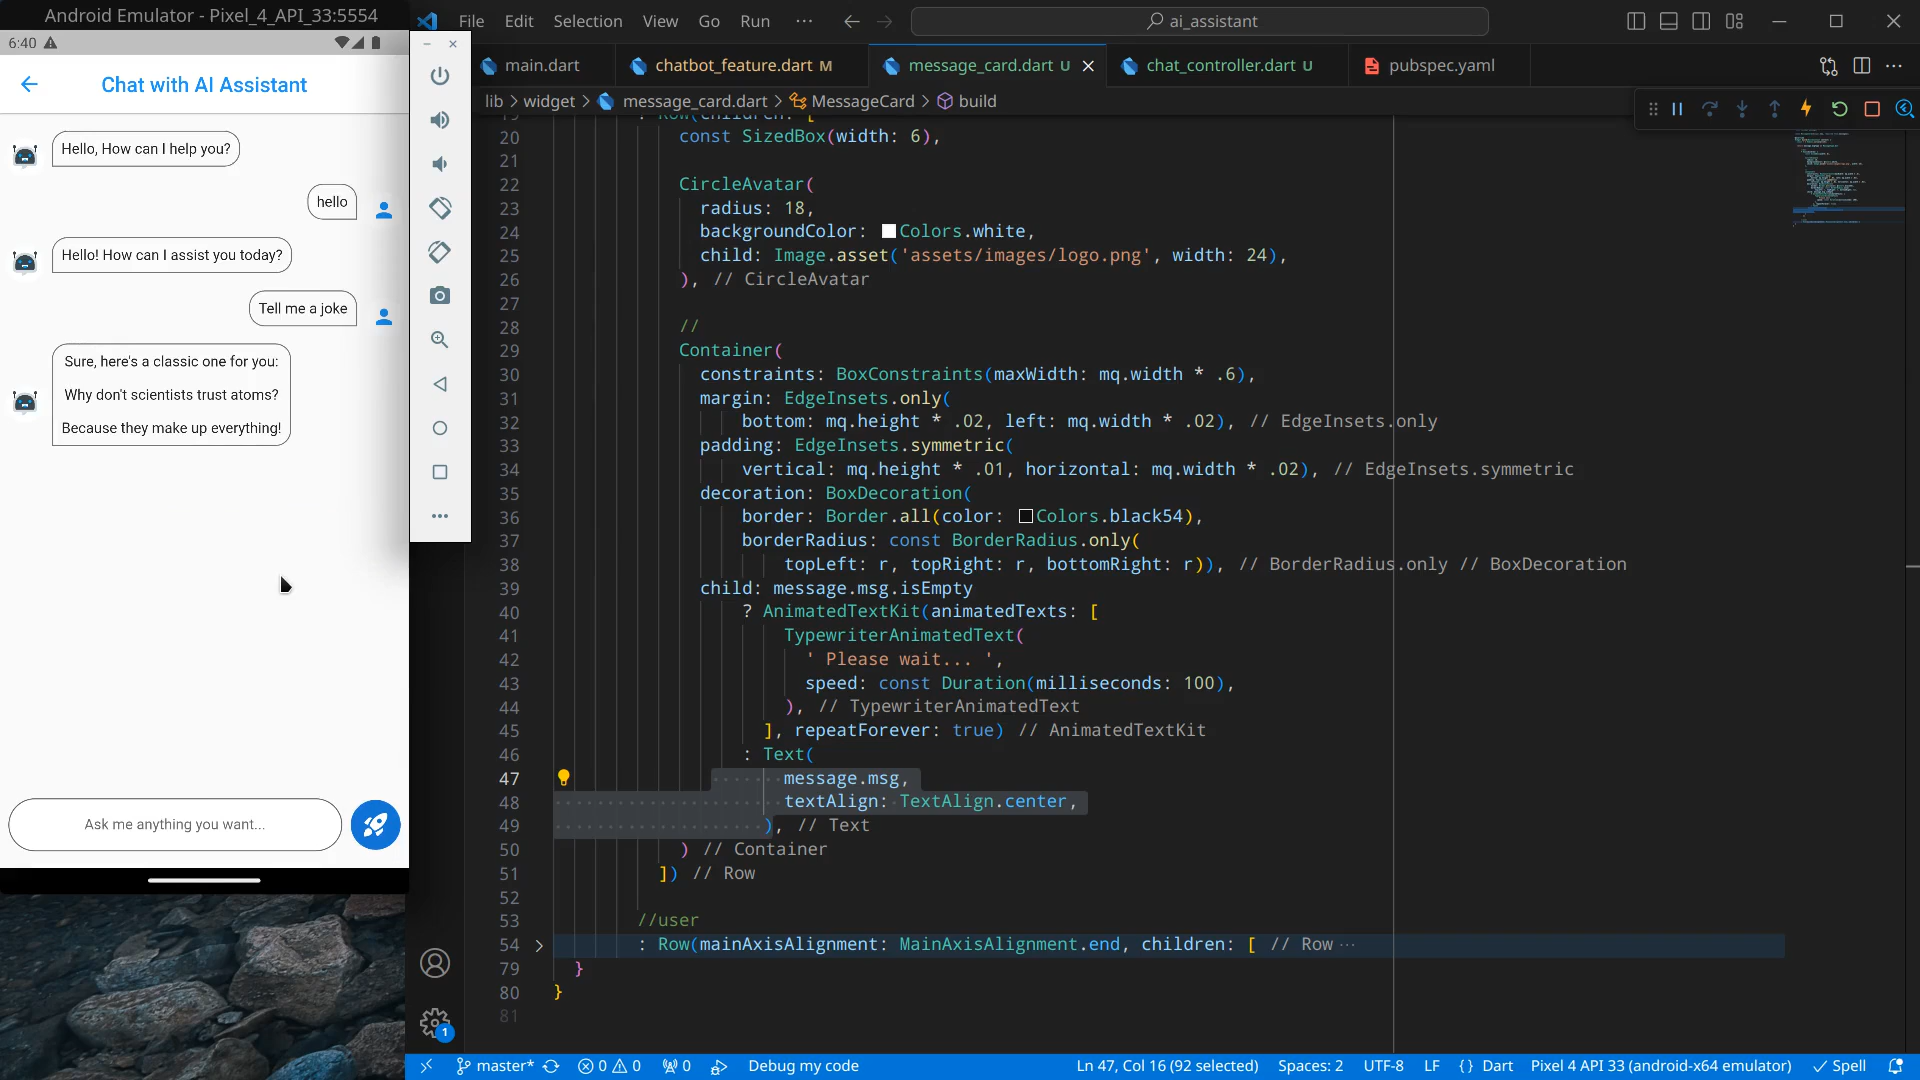 Android Emulator - Pixel_4_API_33:5554
6:40
Chat with AI Assistant
Hello, How can I help you?
hello
Hello! How can I assist you today?
Tell me a joke
Sure, here's a classic one for you:
Why don't scientists trust atoms?
Because they make up everything!
Ask me anything you want...
File Edit Selection View Go Run ···
ai_assistant
main.dart
chatbot_feature.dart M
message_card.dart U
chat_controller.dart U
pubspec.yaml
lib > widget > message_card.dart > MessageCard > build
19 : Row(children: [
20 const SizedBox(width: 6),
21
22 CircleAvatar(
23 radius: 18,
24 backgroundColor: Colors.white,
25 child: Image.asset('assets/images/logo.png', width: 24),
26 ), // CircleAvatar
27
28 //
29 Container(
30 constraints: BoxConstraints(maxWidth: mq.width * .6),
31 margin: EdgeInsets.only(
32 bottom: mq.height * .02, left: mq.width * .02), // EdgeInsets.only
33 padding: EdgeInsets.symmetric(
34 vertical: mq.height * .01, horizontal: mq.width * .02), // EdgeInsets.symmetric
35 decoration: BoxDecoration(
36 border: Border.all(color: Colors.black54),
37 borderRadius: const BorderRadius.only(
38 topLeft: r, topRight: r, bottomRight: r)), // BorderRadius.only // BoxDecoration
39 child: message.msg.isEmpty
40 ? AnimatedTextKit(animatedTexts: [
41 TypewriterAnimatedText(
42 ' Please wait... ',
43 speed: const Duration(milliseconds: 100),
44 ), // TypewriterAnimatedText
45 ], repeatForever: true) // AnimatedTextKit
46 : Text(
47 message.msg,
48 textAlign: TextAlign.center,
49 ), // Text
50 ) // Container
51 ]) // Row
52
53 //user
54 : Row(mainAxisAlignment: MainAxisAlignment.end, children: [ // Row ···
79 }
80 }
81
1
master* 0 0 0 Debug my code Ln 47, Col 16 (92 selected) Spaces: 2 UTF-8 LF {} Dart Pixel 4 API 33 (android-x64 emulator) Spell